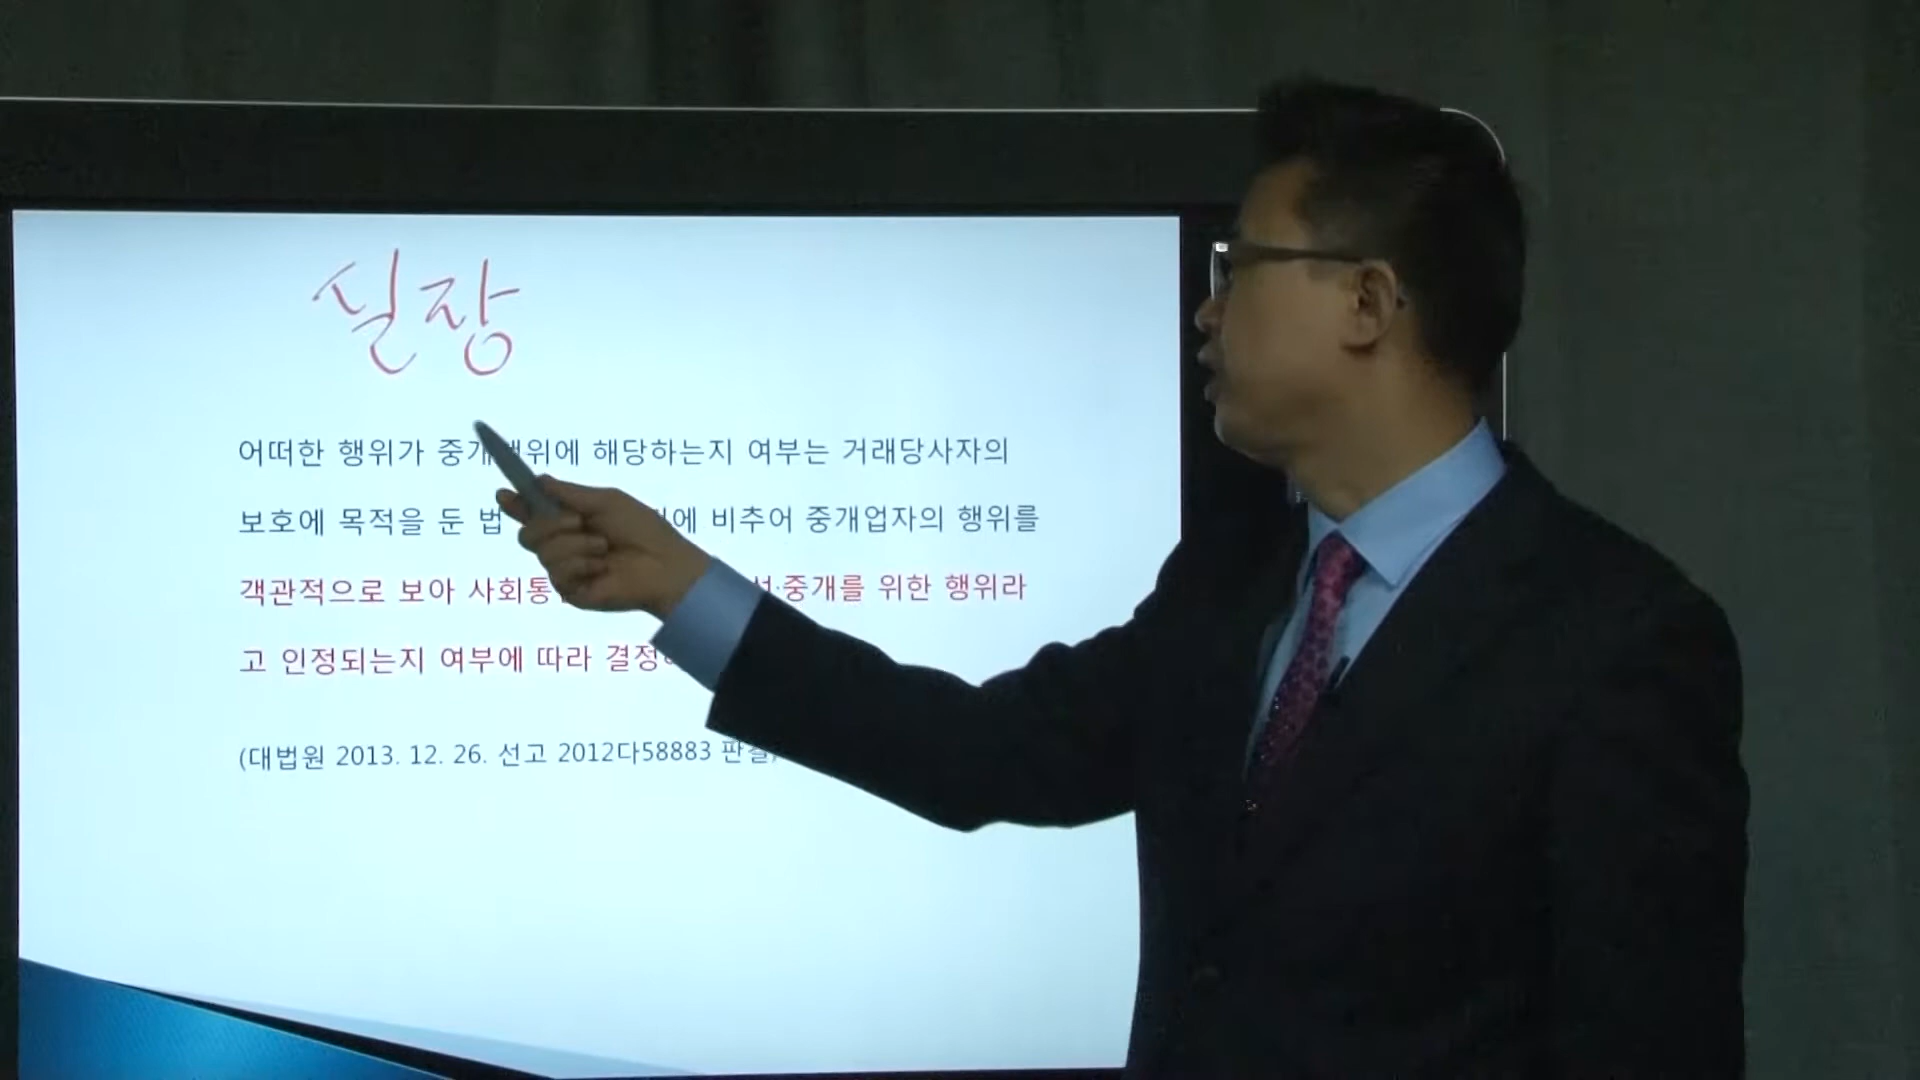 실장
어떠한 행위가 중개행위에 해당하는지 여부는 거래당사자의
보호에 목적을 둔 법 에 비추어 중개업자의 행위를
객관적으로 보아 사회통 중개를 위한 행위라
고 인정되는지 여부에 따라 결정
(대법원 2013. 12. 26. 선고 2012다58883 판결)